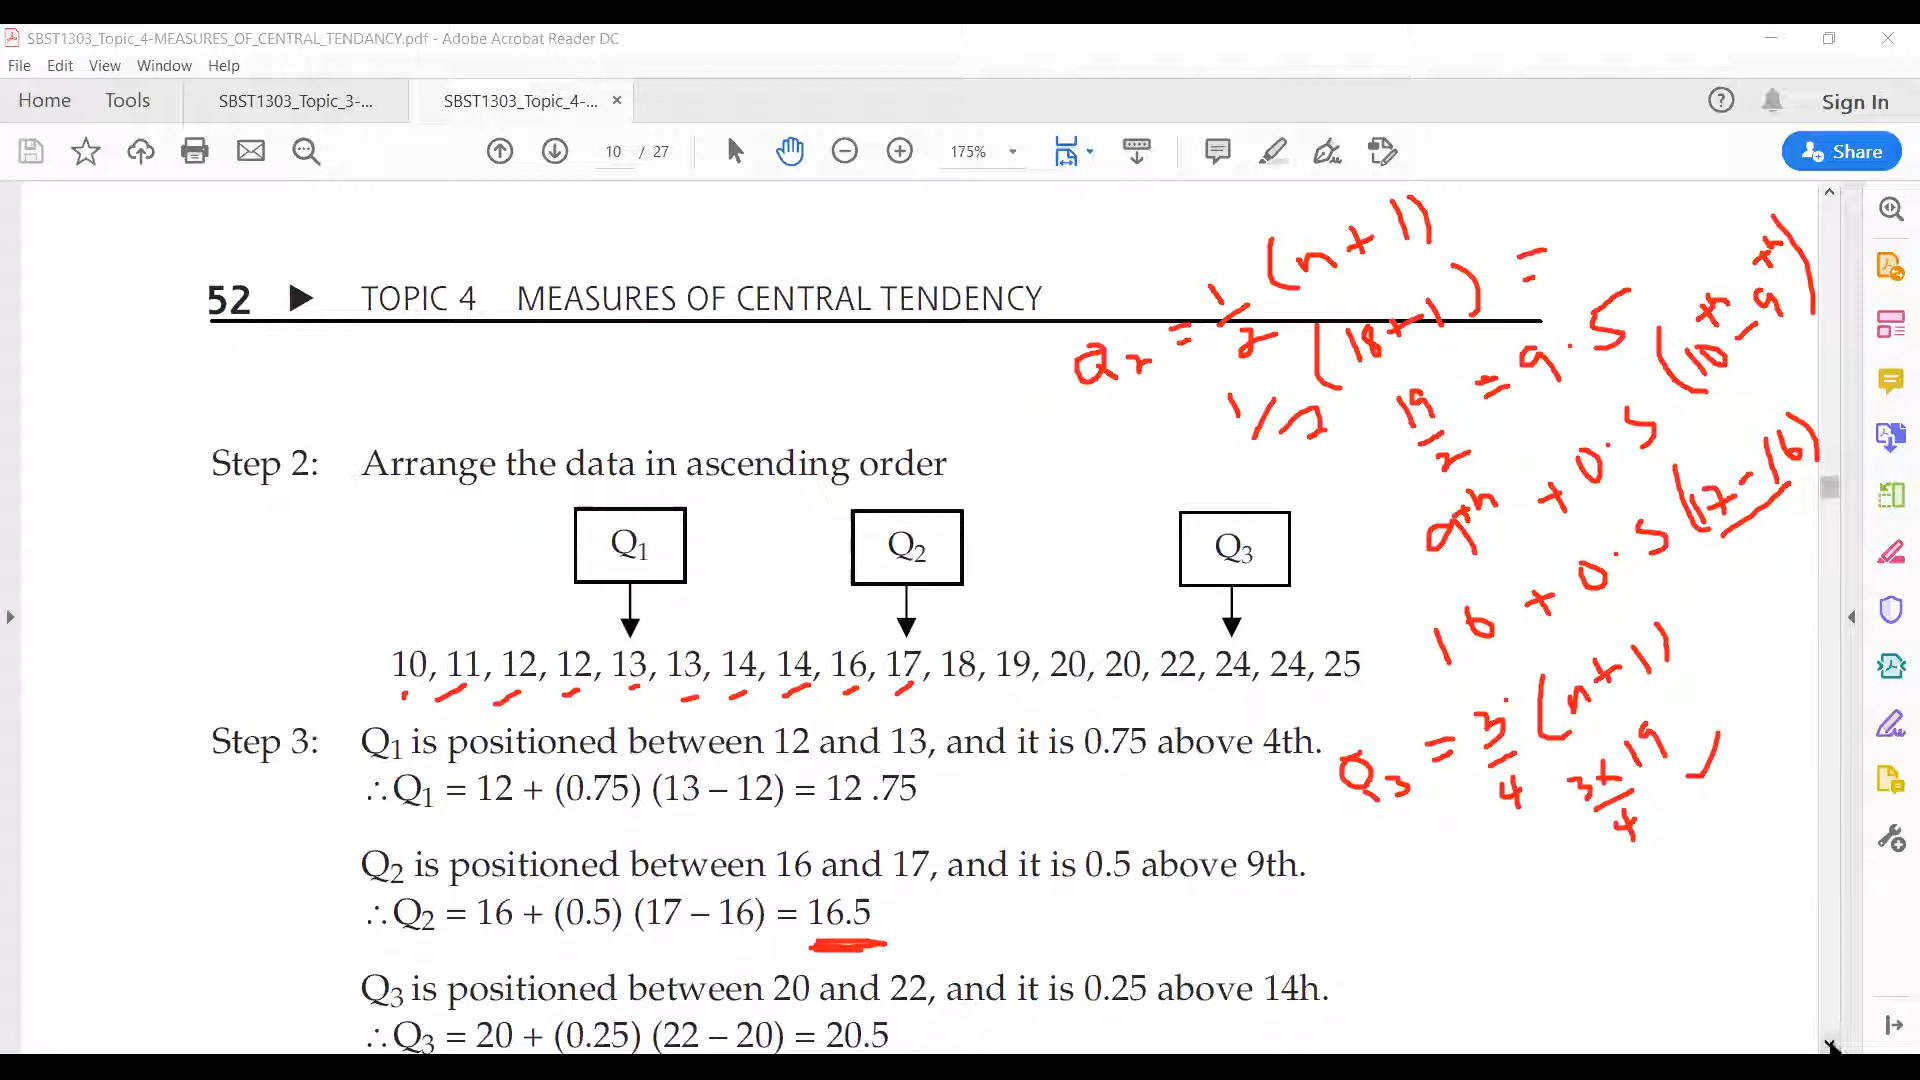 SBST1303_Topic_4-MEASURES_OF_CENTRAL_TENDANCY.pdf - Adobe Acrobat Reader DC
File Edit View Window Help
Home Tools SBST1303_Topic_3-... SBST1303_Topic_4-... ×
10 / 27 175% Share
? Sign In
52 ▶ TOPIC 4 MEASURES OF CENTRAL TENDENCY
Q2 = 1/2 (n+1) =
1/2 (18+1)
19/2 = 9.5 (10th - 9th)
9th + 0.5
16 + 0.5 (17-16)
Step 2: Arrange the data in ascending order
Q1 Q2 Q3
10, 11, 12, 12, 13, 13, 14, 14, 16, 17, 18, 19, 20, 20, 22, 24, 24, 25
Q3 = 3/4 (n+1)
3×19/4
Step 3: Q1 is positioned between 12 and 13, and it is 0.75 above 4th.
∴Q1 = 12 + (0.75) (13 – 12) = 12 .75
Q2 is positioned between 16 and 17, and it is 0.5 above 9th.
∴Q2 = 16 + (0.5) (17 – 16) = 16.5
Q3 is positioned between 20 and 22, and it is 0.25 above 14h.
∴Q3 = 20 + (0.25) (22 – 20) = 20.5